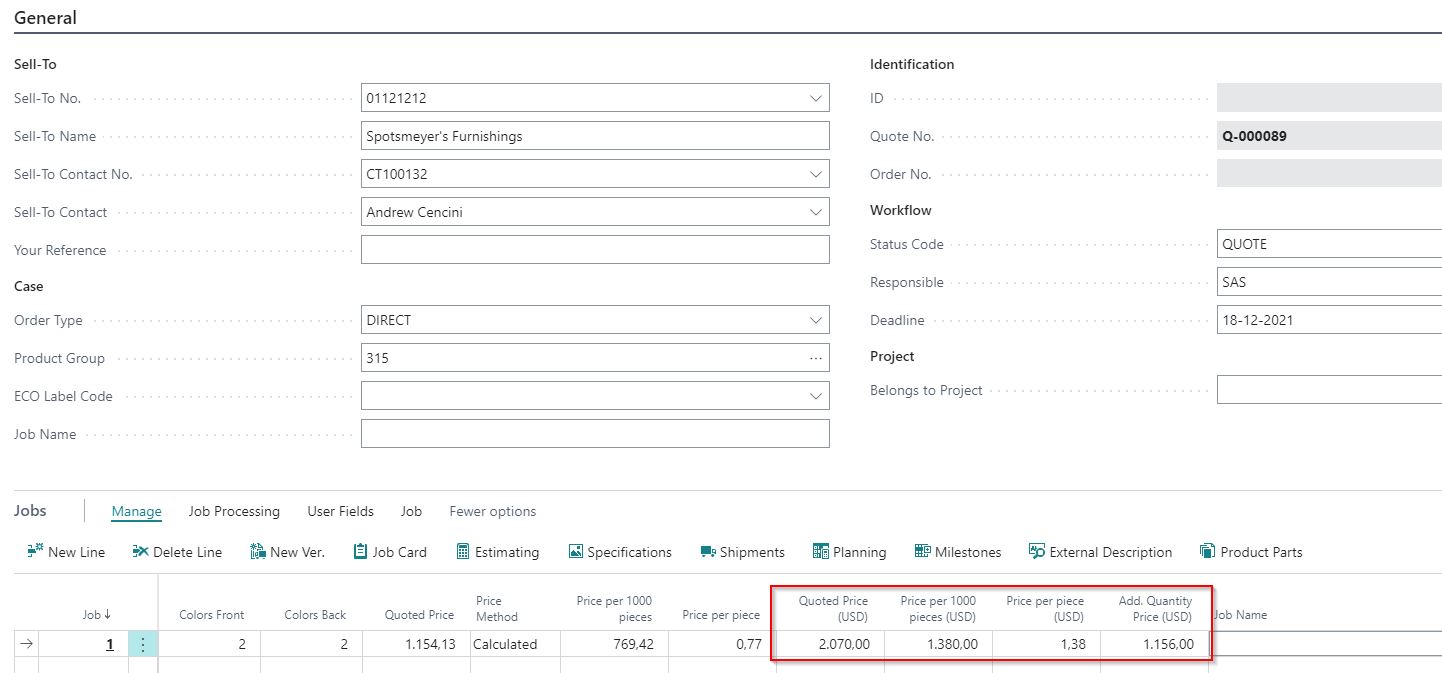 General
Sell-To
Sell-To No. 01121212
Sell-To Name Spotsmeyer's Furnishings
Sell-To Contact No. CT100132
Sell-To Contact Andrew Cencini
Your Reference
Case
Order Type DIRECT
Product Group 315 ...
ECO Label Code
Job Name
Identification
ID
Quote No. Q-000089
Order No.
Workflow
Status Code QUOTE
Responsible SAS
Deadline 18-12-2021
Project
Belongs to Project
Jobs Manage Job Processing User Fields Job Fewer options
New Line Delete Line New Ver. Job Card Estimating Specifications Shipments Planning Milestones External Description Product Parts
Job↓ Colors Front Colors Back Quoted Price Price Method Price per 1000 pieces Price per piece Quoted Price (USD) Price per 1000 pieces (USD) Price per piece (USD) Add. Quantity Price (USD) Job Name
→ 1 2 2 1.154,13 Calculated 769,42 0,77 2.070,00 1.380,00 1,38 1.156,00